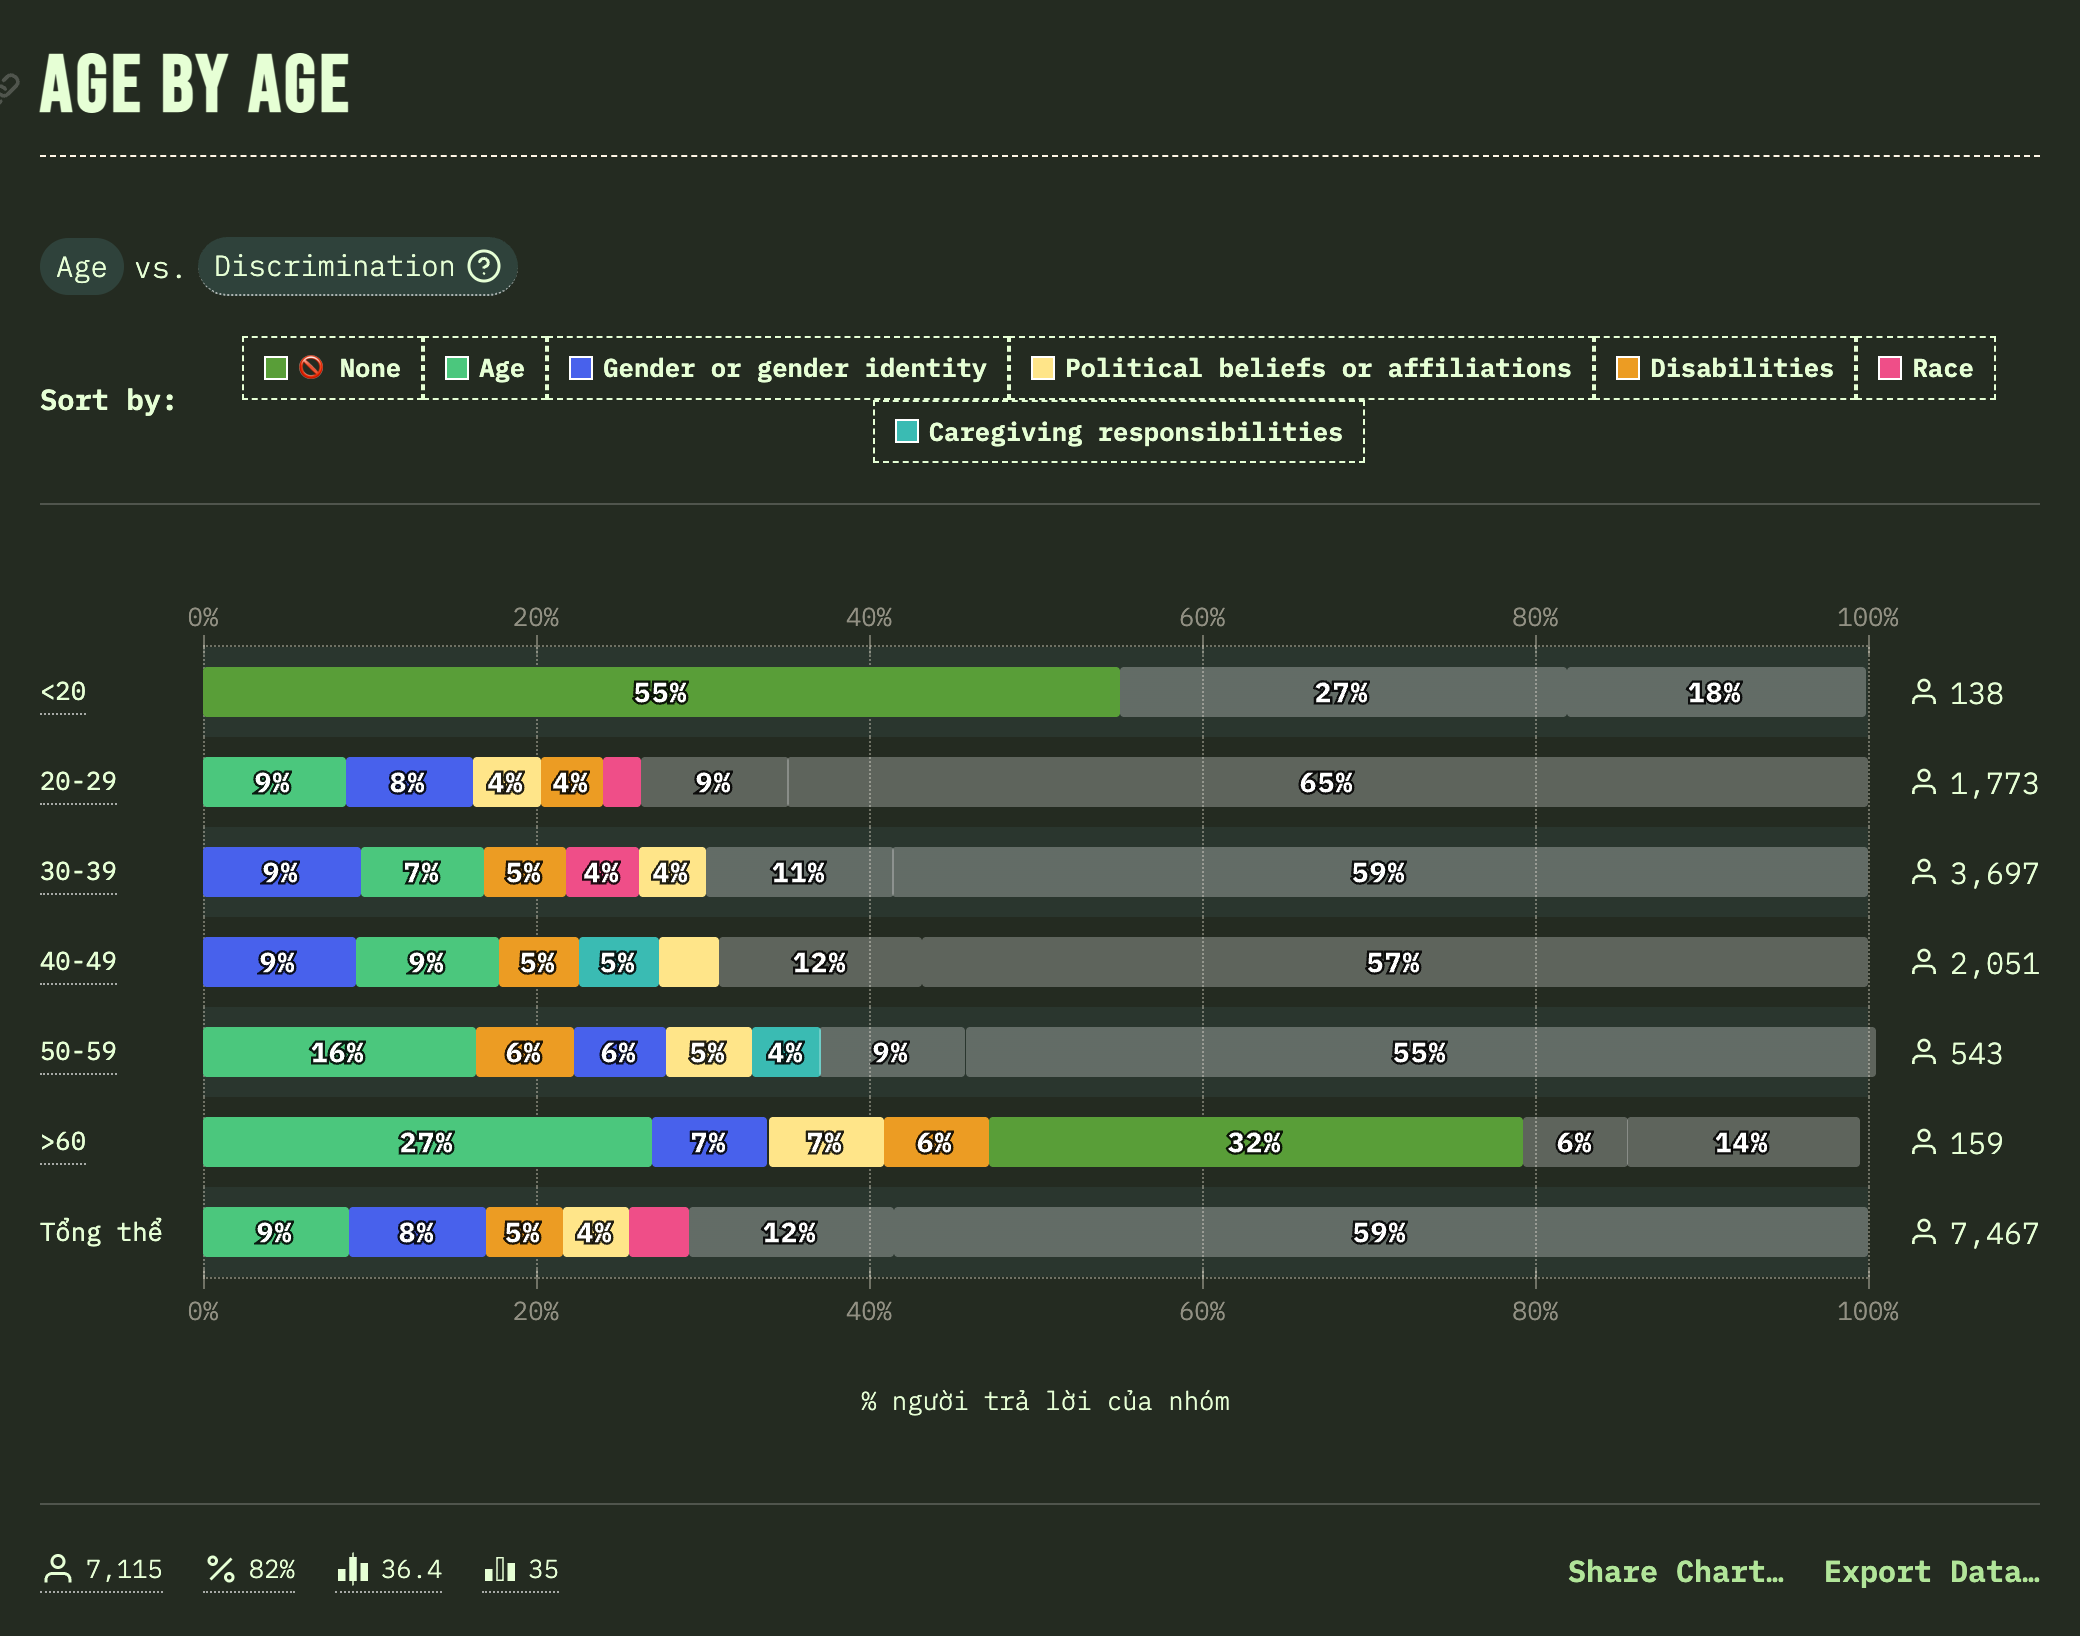 AGE BY AGE
Age vs. Discrimination ?
Sort by:
🚫 None
Age
Gender or gender identity
Political beliefs or affiliations
Disabilities
Race
Caregiving responsibilities
0% 20% 40% 60% 80% 100%
<20 55% 27% 18% 138
20-29 9% 8% 4% 4% 9% 65% 1,773
30-39 9% 7% 5% 4% 4% 11% 59% 3,697
40-49 9% 9% 5% 5% 12% 57% 2,051
50-59 16% 6% 6% 5% 4% 9% 55% 543
>60 27% 7% 7% 6% 32% 6% 14% 159
Tổng thể 9% 8% 5% 4% 12% 59% 7,467
0% 20% 40% 60% 80% 100%
% người trả lời của nhóm
7,115 % 82% 36.4 35 Share Chart… Export Data…